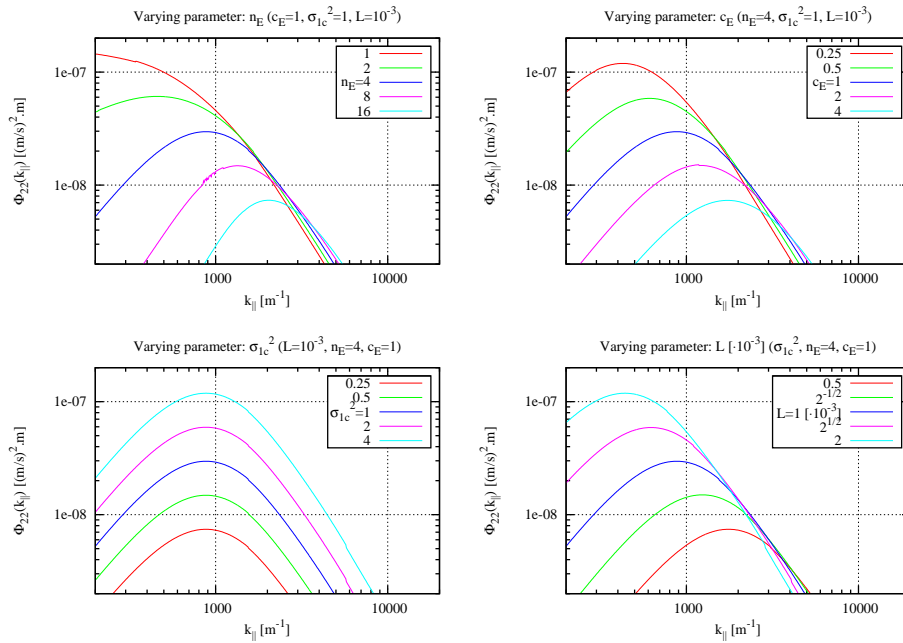 Varying parameter: n_E (c_E=1, σ_1c^2=1, L=10^-3)
1
2
n_E=4
8
16
1e-07
1e-08
Φ_22(k_||) [(m/s)^2.m]
1000
10000
k_|| [m^-1]
Varying parameter: c_E (n_E=4, σ_1c^2=1, L=10^-3)
0.25
0.5
c_E=1
2
4
1e-07
1e-08
Φ_22(k_||) [(m/s)^2.m]
1000
10000
k_|| [m^-1]
Varying parameter: σ_1c^2 (L=10^-3, n_E=4, c_E=1)
0.25
0.5
σ_1c^2=1
2
4
1e-07
1e-08
Φ_22(k_||) [(m/s)^2.m]
1000
10000
k_|| [m^-1]
Varying parameter: L [·10^-3] (σ_1c^2, n_E=4, c_E=1)
0.5
2^-1/2
L=1 [·10^-3]
2^1/2
2
1e-07
1e-08
Φ_22(k_||) [(m/s)^2.m]
1000
10000
k_|| [m^-1]